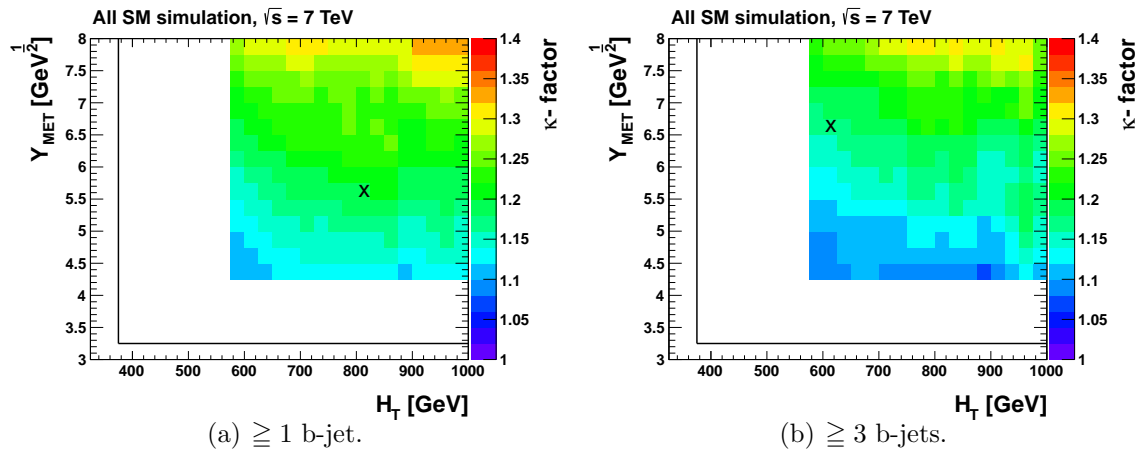 All SM simulation, √s = 7 TeV
All SM simulation, √s = 7 TeV
Y_MET [GeV^{1/2}]
8
7.5
7
6.5
6
5.5
5
4.5
4
3.5
3
400 500 600 700 800 900 1000
H_T [GeV]
1.4
1.35
1.3
1.25
1.2
1.15
1.1
1.05
1
κ- factor
x
(a) ≧ 1 b-jet.
Y_MET [GeV^{1/2}]
8
7.5
7
6.5
6
5.5
5
4.5
4
3.5
3
400 500 600 700 800 900 1000
H_T [GeV]
1.4
1.35
1.3
1.25
1.2
1.15
1.1
1.05
1
κ- factor
x
(b) ≧ 3 b-jets.